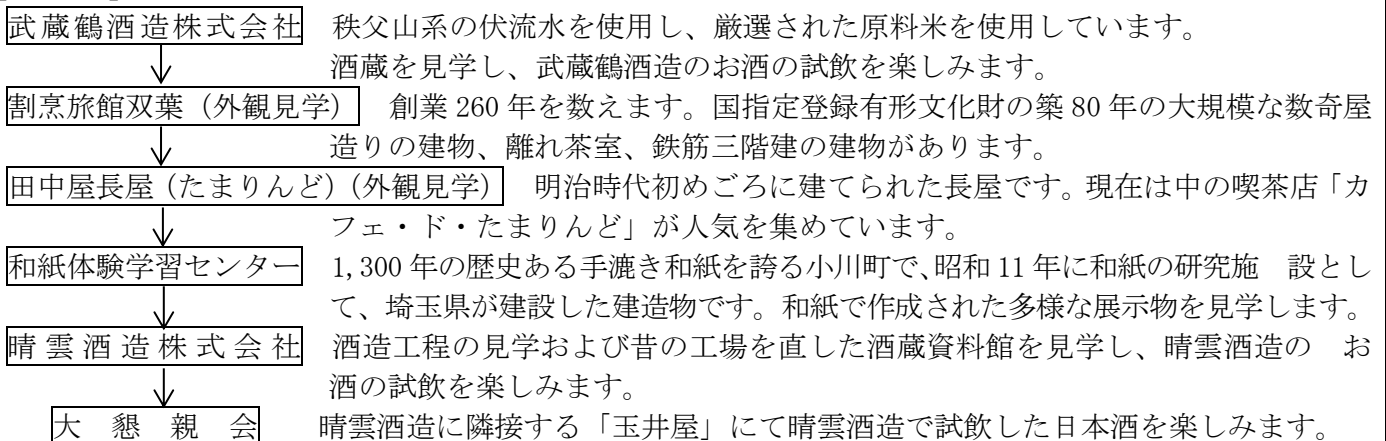 武蔵鶴酒造株式会社 秩父山系の伏流水を使用し、厳選された原料米を使用しています。
酒蔵を見学し、武蔵鶴酒造のお酒の試飲を楽しみます。
割烹旅館双葉（外観見学） 創業 260 年を数えます。国指定登録有形文化財の築 80 年の大規模な数奇屋
造りの建物、離れ茶室、鉄筋三階建の建物があります。
田中屋長屋（たまりんど）（外観見学） 明治時代初めごろに建てられた長屋です。現在は中の喫茶店「カ
フェ・ド・たまりんど」が人気を集めています。
和紙体験学習センター 1,300 年の歴史ある手漉き和紙を誇る小川町で、昭和 11 年に和紙の研究施 設とし
て、埼玉県が建設した建造物です。和紙で作成された多様な展示物を見学します。
晴雲酒造株式会社 酒造工程の見学および昔の工場を直した酒蔵資料館を見学し、晴雲酒造の お
酒の試飲を楽しみます。
大 懇 親 会 晴雲酒造に隣接する「玉井屋」にて晴雲酒造で試飲した日本酒を楽しみます。